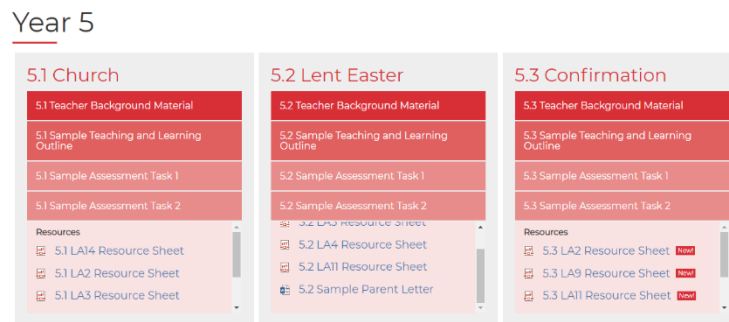 Year 5
5.1 Church
5.1 Teacher Background Material
5.1 Sample Teaching and Learning
Outline
5.1 Sample Assessment Task 1
5.1 Sample Assessment Task 2
Resources
5.1 LA14 Resource Sheet
5.1 LA2 Resource Sheet
5.1 LA3 Resource Sheet
5.2 Lent Easter
5.2 Teacher Background Material
5.2 Sample Teaching and Learning
Outline
5.2 Sample Assessment Task 1
5.2 Sample Assessment Task 2
5.2 LA3 Resource Sheet
5.2 LA4 Resource Sheet
5.2 LA11 Resource Sheet
5.2 Sample Parent Letter
5.3 Confirmation
5.3 Teacher Background Material
5.3 Sample Teaching and Learning
Outline
5.3 Sample Assessment Task 1
5.3 Sample Assessment Task 2
Resources
5.3 LA2 Resource Sheet New!
5.3 LA9 Resource Sheet New!
5.3 LA11 Resource Sheet New!